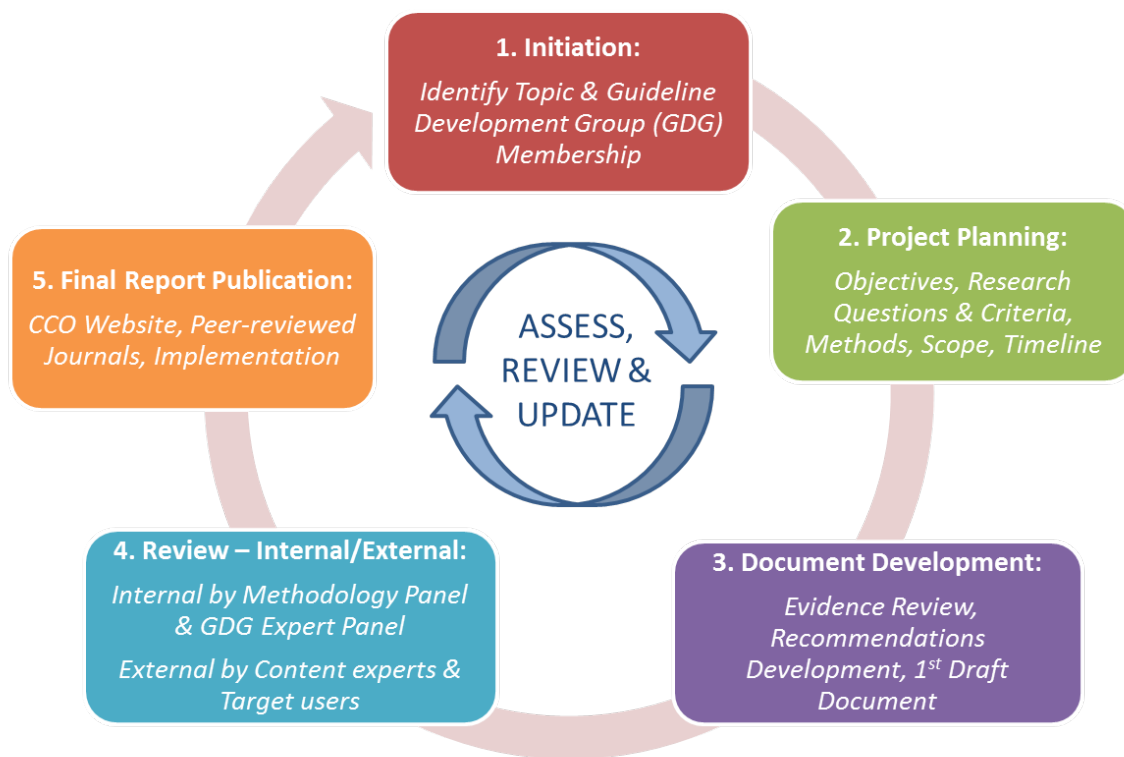 1. Initiation:
Identify Topic & Guideline
Development Group (GDG)
Membership
2. Project Planning:
Objectives, Research
Questions & Criteria,
Methods, Scope, Timeline
3. Document Development:
Evidence Review,
Recommendations
Development, 1st Draft
Document
4. Review – Internal/External:
Internal by Methodology Panel
& GDG Expert Panel
External by Content experts &
Target users
5. Final Report Publication:
CCO Website, Peer-reviewed
Journals, Implementation
ASSESS,
REVIEW &
UPDATE